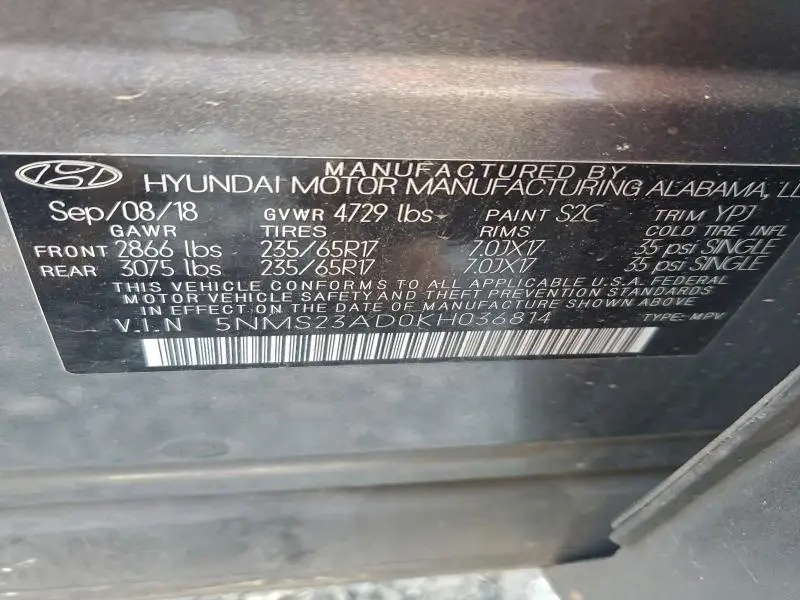 MANUFACTURED BY
HYUNDAI MOTOR MANUFACTURING ALABAMA,
Sep/08/18 GVWR 4729 lbs PAINT S2C TRIM YPJ
GAWR TIRES RIMS COLD TIRE INFL
FRONT 2866 lbs 235/65R17 7.0JX17 35 psi SINGLE
REAR 3075 lbs 235/65R17 7.0JX17 35 psi SINGLE
THIS VEHICLE CONFORMS TO ALL APPLICABLE U.S.A. FEDERAL
MOTOR VEHICLE SAFETY AND THEFT PREVENTION STANDARDS
IN EFFECT ON THE DATE OF MANUFACTURE SHOWN ABOVE
V.I.N 5NMS23AD0KH036814 TYPE: MPV